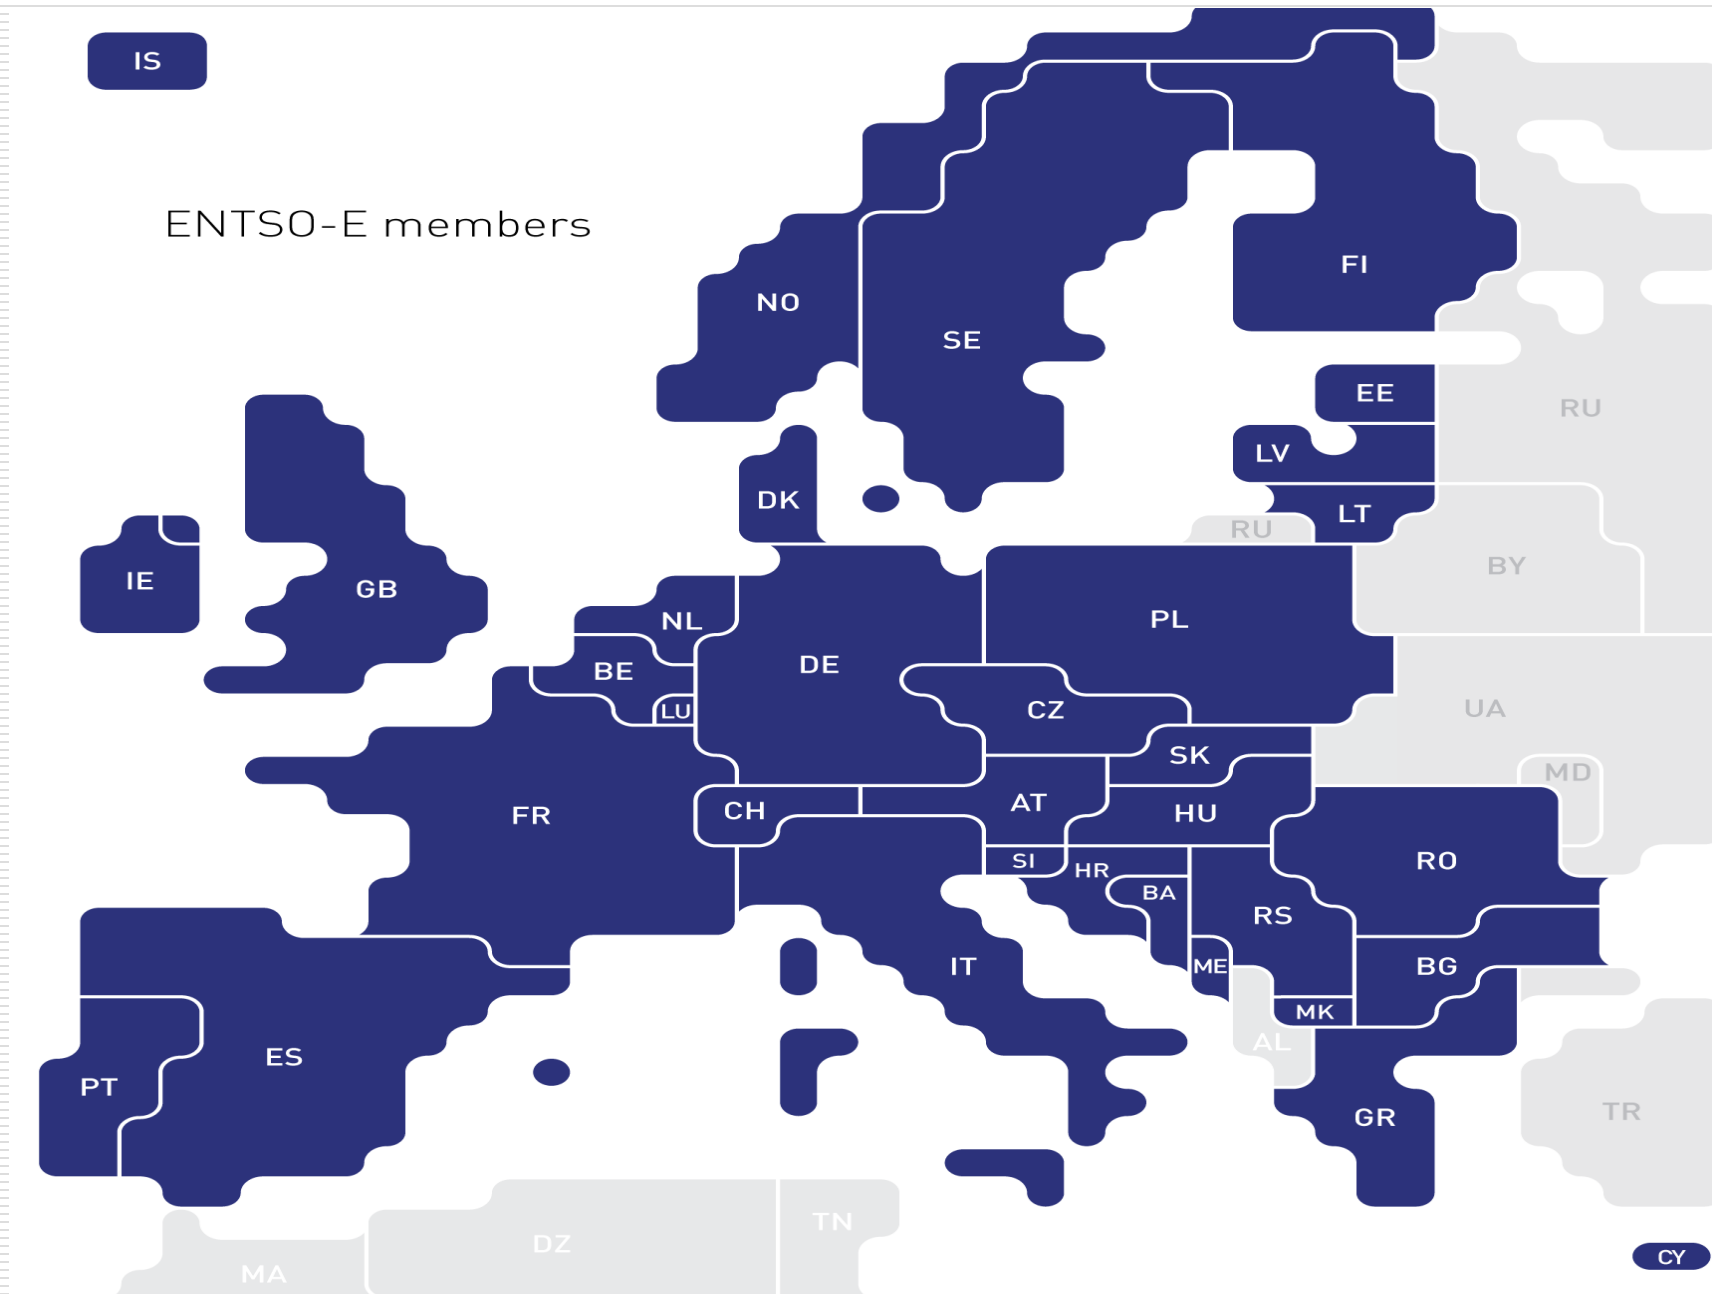 IS
ENTSO-E members
FI
NO
SE
EE
RU
LV
DK
LT
RU
BY
IE
GB
NL
PL
DE
BE
LU
CZ
UA
SK
MD
CH
AT
HU
FR
SI
HR
RO
BA
RS
IT
ME
BG
MK
AL
ES
PT
GR
TR
TN
DZ
MA
CY